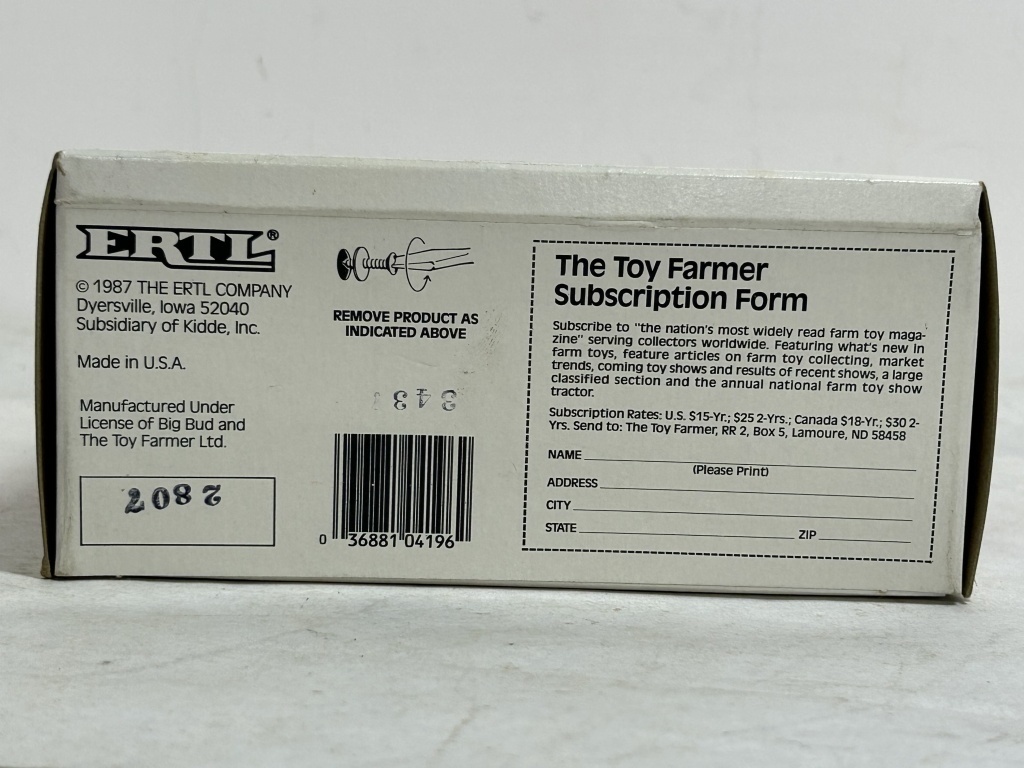 ERTL®
© 1987 THE ERTL COMPANY
Dyersville, Iowa 52040
Subsidiary of Kidde, Inc.
Made in U.S.A.
Manufactured Under
License of Big Bud and
The Toy Farmer Ltd.
REMOVE PRODUCT AS
INDICATED ABOVE
0 36881 04196
The Toy Farmer
Subscription Form
Subscribe to "the nation's most widely read farm toy maga-
zine" serving collectors worldwide. Featuring what's new in
farm toys, feature articles on farm toy collecting, market
trends, coming toy shows and results of recent shows, a large
classified section and the annual national farm toy show
tractor.
Subscription Rates: U.S. $15-Yr.; $25 2-Yrs.; Canada $18-Yr.; $30 2-
Yrs. Send to: The Toy Farmer, RR 2, Box 5, Lamoure, ND 58458
NAME
(Please Print)
ADDRESS
CITY
STATE ZIP